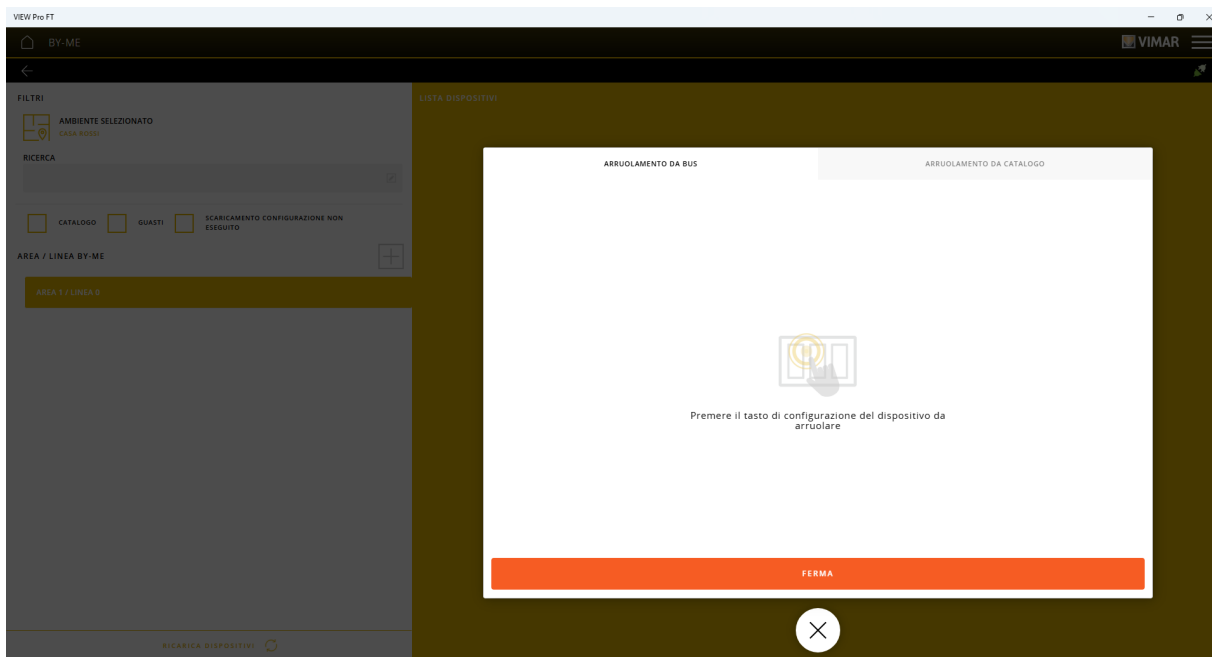 VIEW Pro FT
BY-ME
VIMAR
FILTRI
LISTA DISPOSITIVI
AMBIENTE SELEZIONATO
CASA ROSSI
RICERCA
ARRUOLAMENTO DA BUS
ARRUOLAMENTO DA CATALOGO
CATALOGO
GUASTI
SCARICAMENTO CONFIGURAZIONE NON
ESEGUITO
AREA / LINEA BY-ME
AREA 1 / LINEA 0
Premere il tasto di configurazione del dispositivo da
arruolare
FERMA
RICARICA DISPOSITIVI